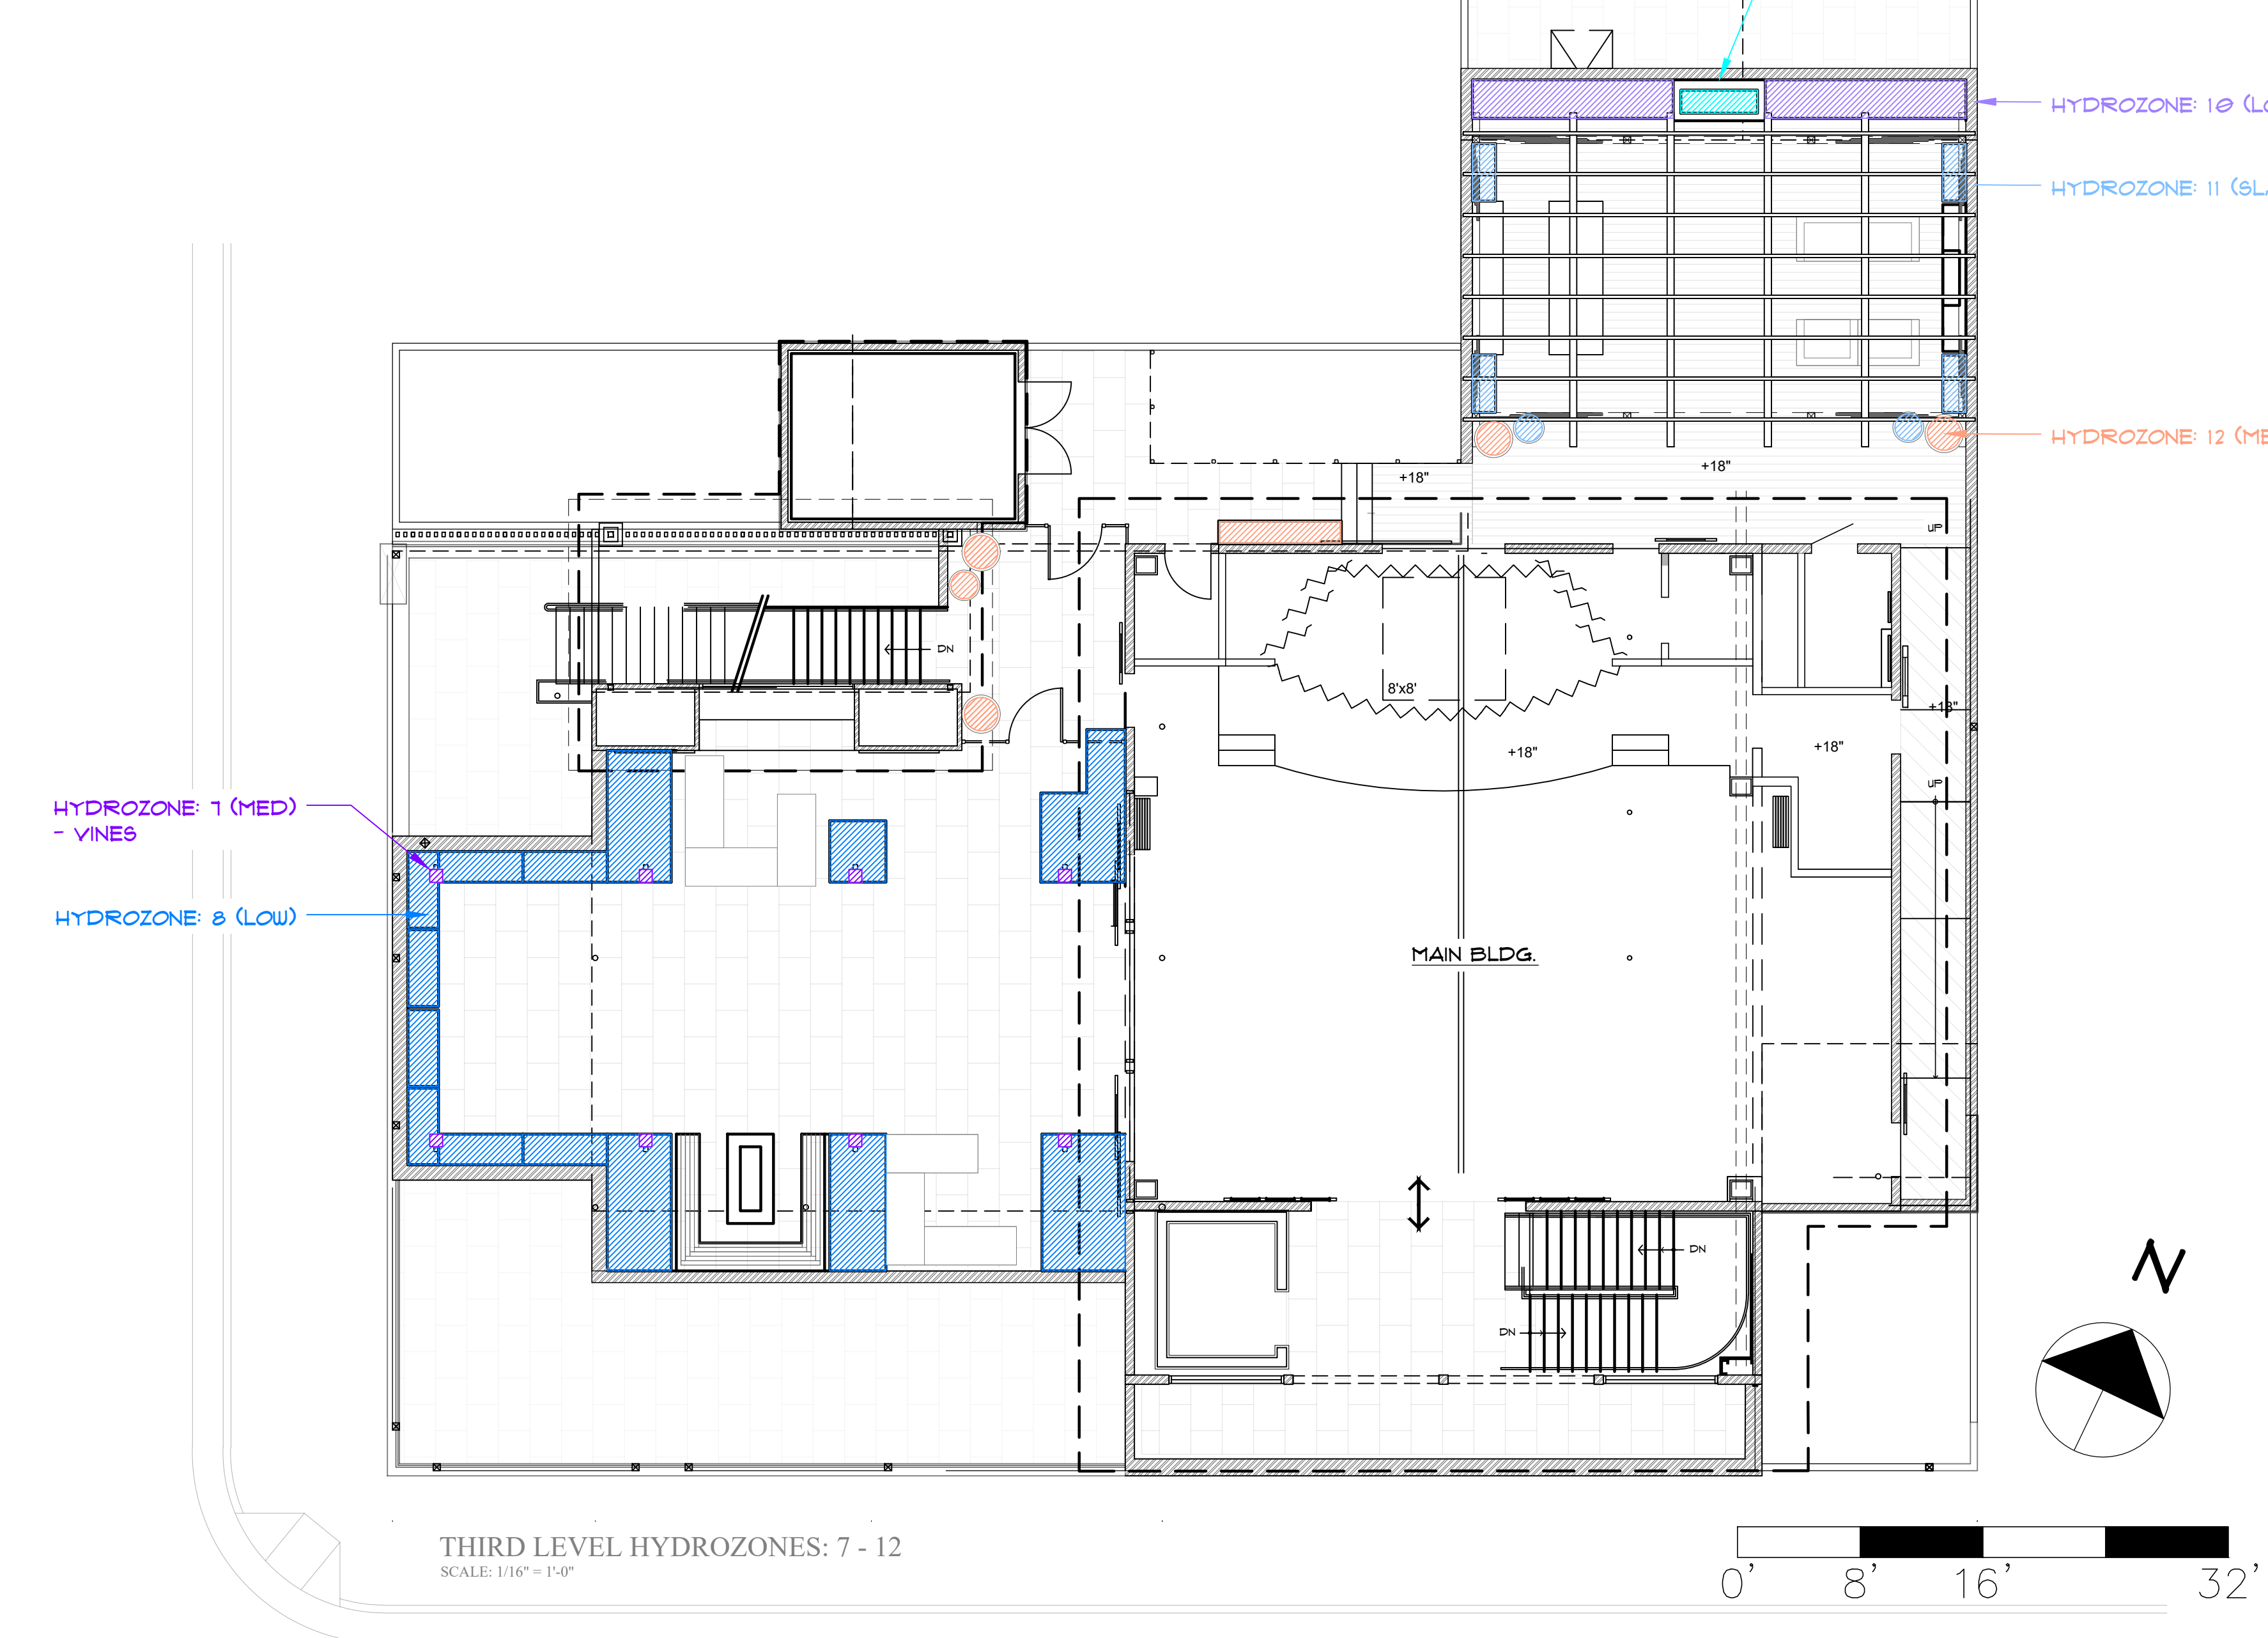 HYDROZONE: 10 (LO
HYDROZONE: 11 (SLA
HYDROZONE: 12 (ME
+18"
+18"
UP
DN
8'x8'
+18"
+18"
+18"
UP
HYDROZONE: 7 (MED)
- VINES
HYDROZONE: 8 (LOW)
MAIN BLDG.
DN
DN
N
THIRD LEVEL HYDROZONES: 7 - 12
SCALE: 1/16" = 1'-0"
0' 8' 16' 32'